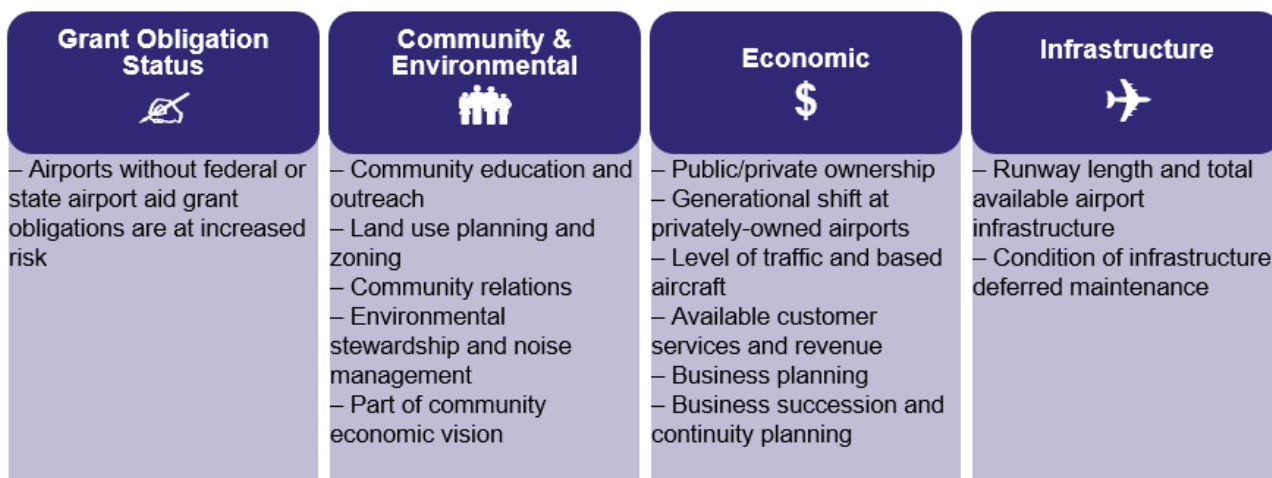 Grant Obligation
Status
– Airports without federal or
state airport aid grant
obligations are at increased
risk
Community &
Environmental
– Community education and
outreach
– Land use planning and
zoning
– Community relations
– Environmental
stewardship and noise
management
– Part of community
economic vision
Economic
$
– Public/private ownership
– Generational shift at
privately-owned airports
– Level of traffic and based
aircraft
– Available customer
services and revenue
– Business planning
– Business succession and
continuity planning
Infrastructure
– Runway length and total
available airport
infrastructure
– Condition of infrastructure
deferred maintenance